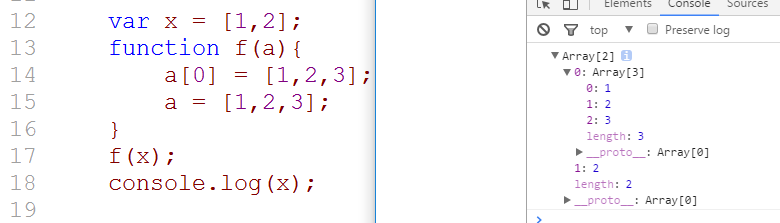 12 var x = [1,2];
13 function f(a){
14 a[0] = [1,2,3];
15 a = [1,2,3];
16 }
17 f(x);
18 console.log(x);
19
Elements Console Sources
top Preserve log
▼Array[2] i
▼0: Array[3]
0: 1
1: 2
2: 3
length: 3
▶__proto__: Array[0]
1: 2
length: 2
▶__proto__: Array[0]
>